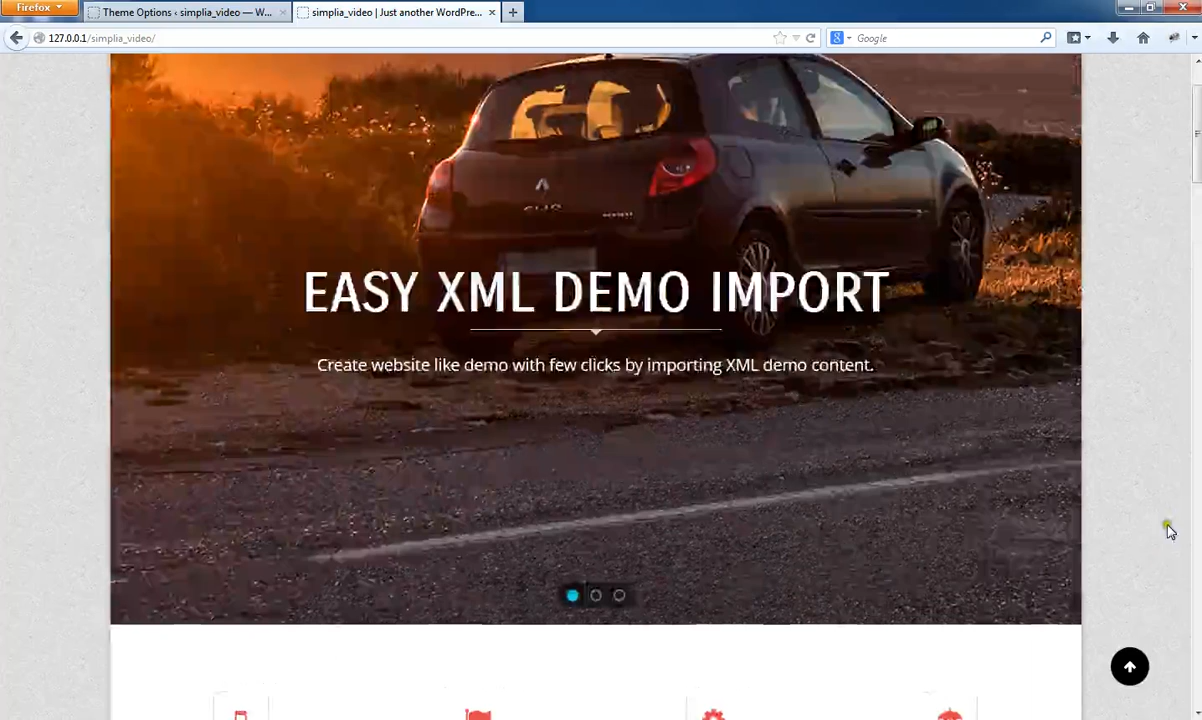 Firefox
Theme Options ‹ simplia_video — W...
simplia_video | Just another WordPre...
127.0.0.1/simplia_video/
Google
CLIO
EASY XML DEMO IMPORT
Create website like demo with few clicks by importing XML demo content.